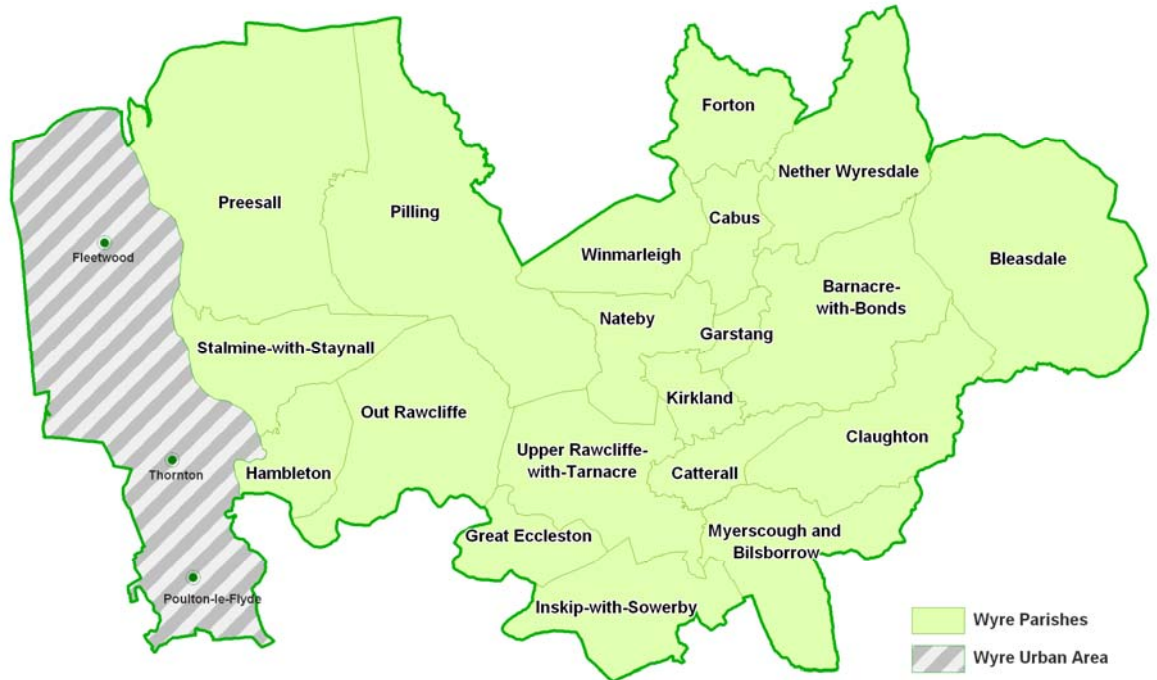 Forton
Nether Wyresdale
Preesall
Pilling
Cabus
Fleetwood
Winmarleigh
Bleasdale
Barnacre-
with-Bonds
Nateby
Garstang
Stalmine-with-Staynall
Kirkland
Out Rawcliffe
Claughton
Upper Rawcliffe-
with-Tarnacre
Thornton
Hambleton
Catterall
Great Eccleston
Myerscough and
Bilsborrow
Poulton-le-Flyde
Inskip-with-Sowerby
Wyre Parishes
Wyre Urban Area